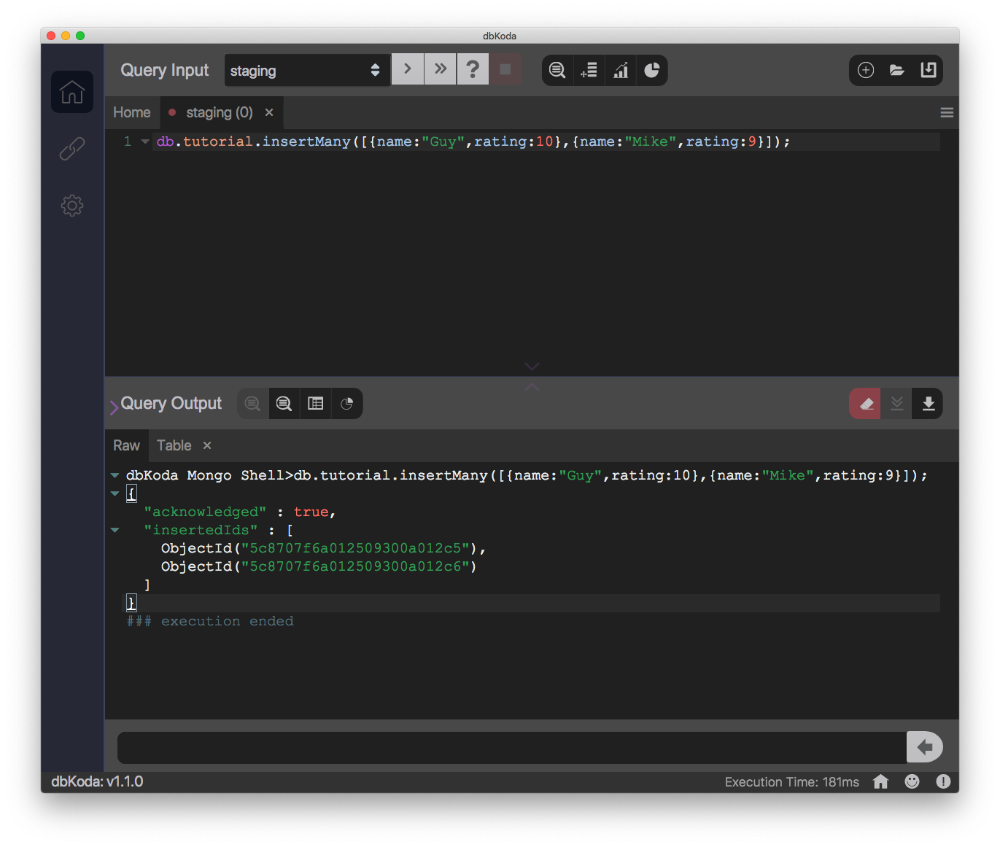 dbKoda
Query Input staging
Home staging (0)
1 db.tutorial.insertMany([{name:"Guy",rating:10},{name:"Mike",rating:9}]);
Query Output
Raw Table
dbKoda Mongo Shell>db.tutorial.insertMany([{name:"Guy",rating:10},{name:"Mike",rating:9}]);
{
"acknowledged" : true,
"insertedIds" : [
ObjectId("5c8707f6a012509300a012c5"),
ObjectId("5c8707f6a012509300a012c6")
]
}
### execution ended
dbKoda: v1.1.0 Execution Time: 181ms